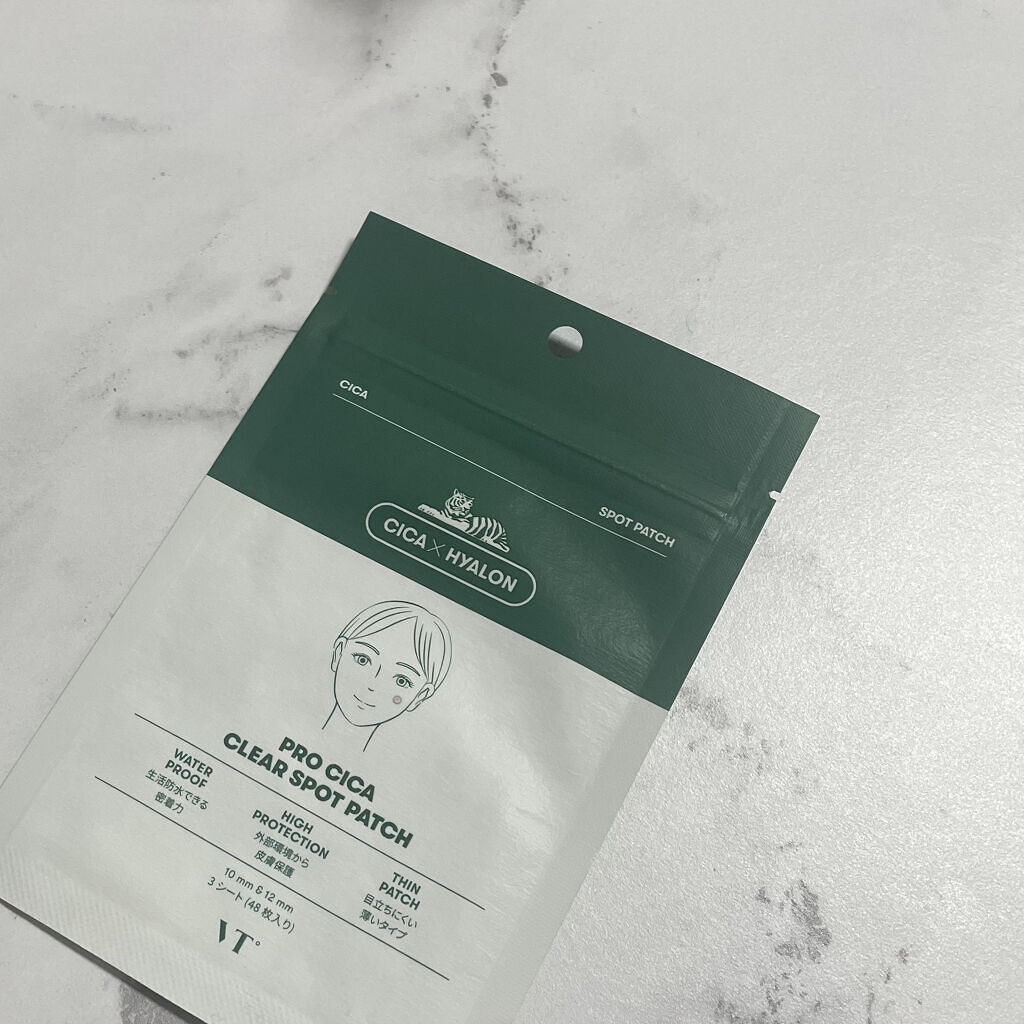 CICA
SPOT PATCH
CICA × HYALON
PRO CICA
CLEAR SPOT PATCH
WATER
PROOF
生活防水できる
密着力
HIGH
PROTECTION
外部環境から
皮膚保護
THIN
PATCH
目立ちにくい
薄いタイプ
10 mm & 12 mm
3 シート (48 枚入り)
VT